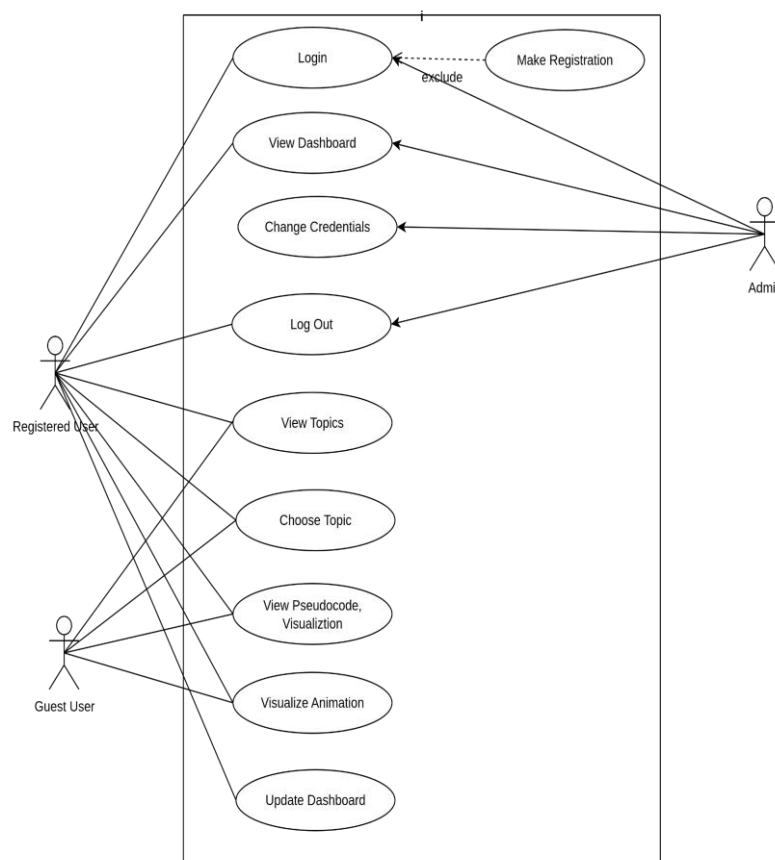 i
Login
Make Registration
exclude
View Dashboard
Change Credentials
Admi
Log Out
Registered User
View Topics
Choose Topic
View Pseudocode,
Visualiztion
Guest User
Visualize Animation
Update Dashboard